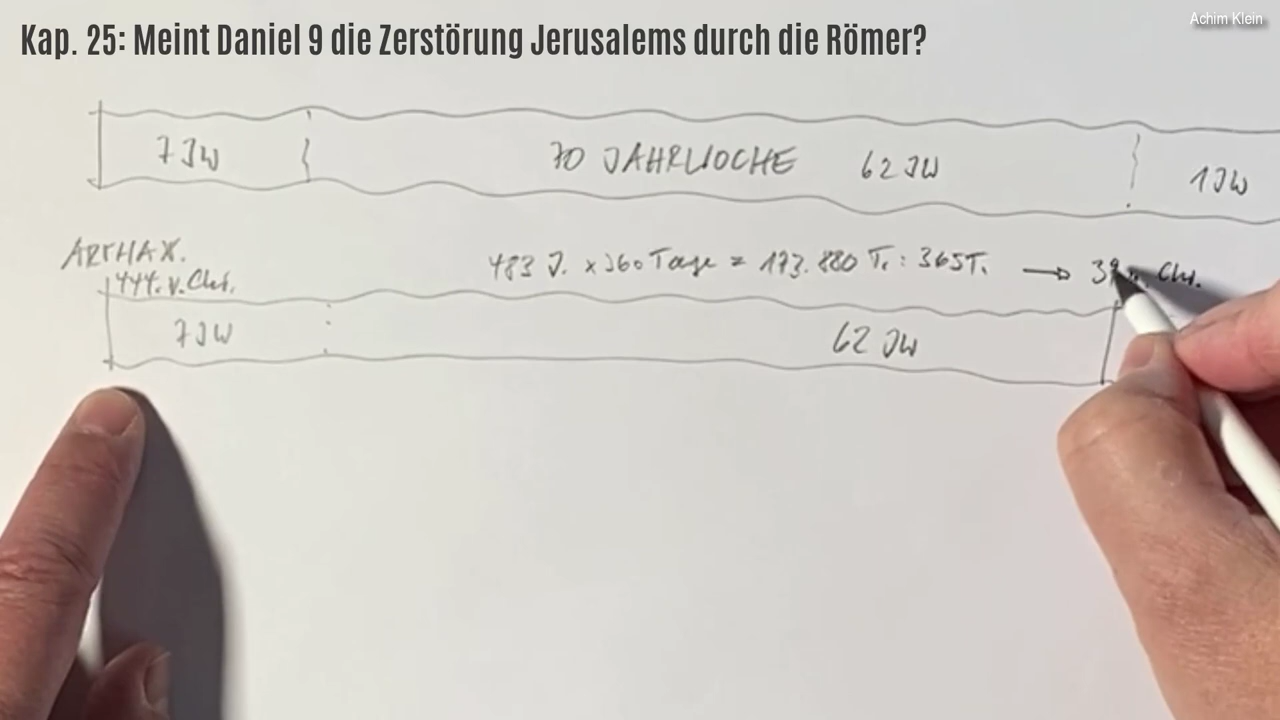 Achim Klein
Kap. 25: Meint Daniel 9 die Zerstörung Jerusalems durch die Römer?
7 JW 70 JAHRWOCHE 62 JW 1 JW
ARTHAX.
444. v. Chr. 483 J. x 360 Tage = 173.880 T. : 365 T. → Chr.
7 JW 62 JW